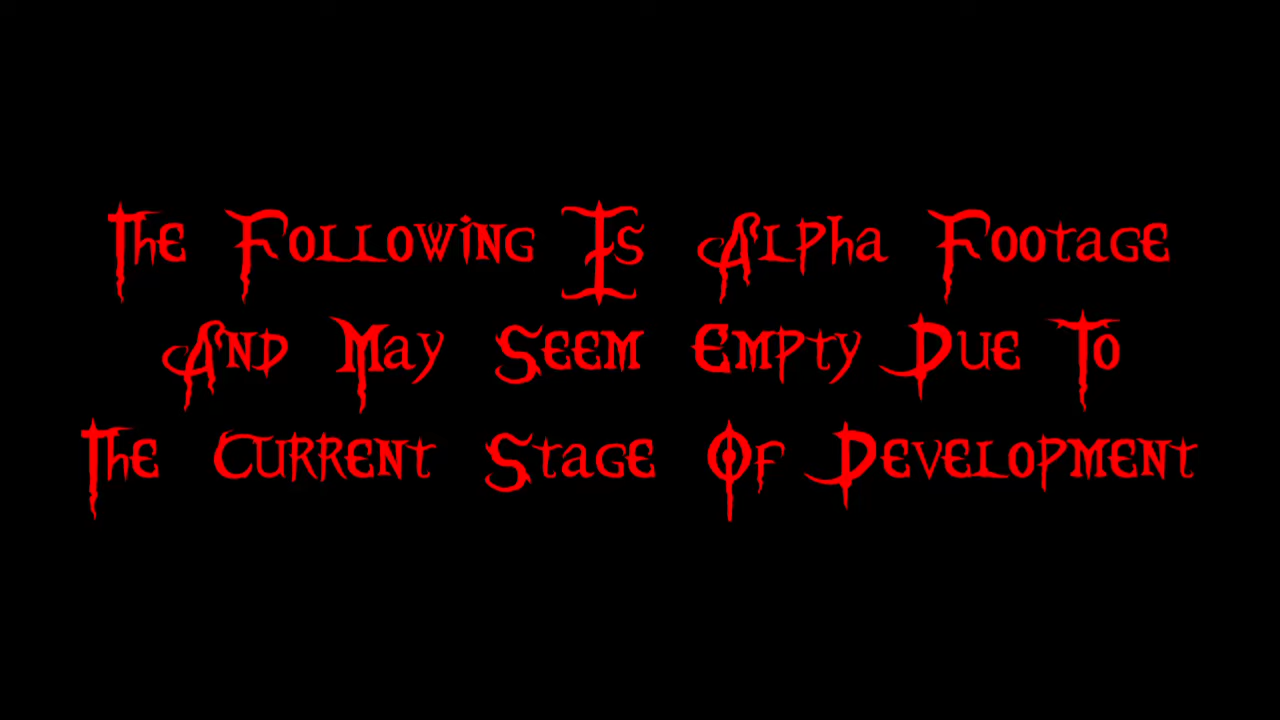 The Following Is Alpha Footage
And May Seem Empty Due To
The Current Stage Of Development